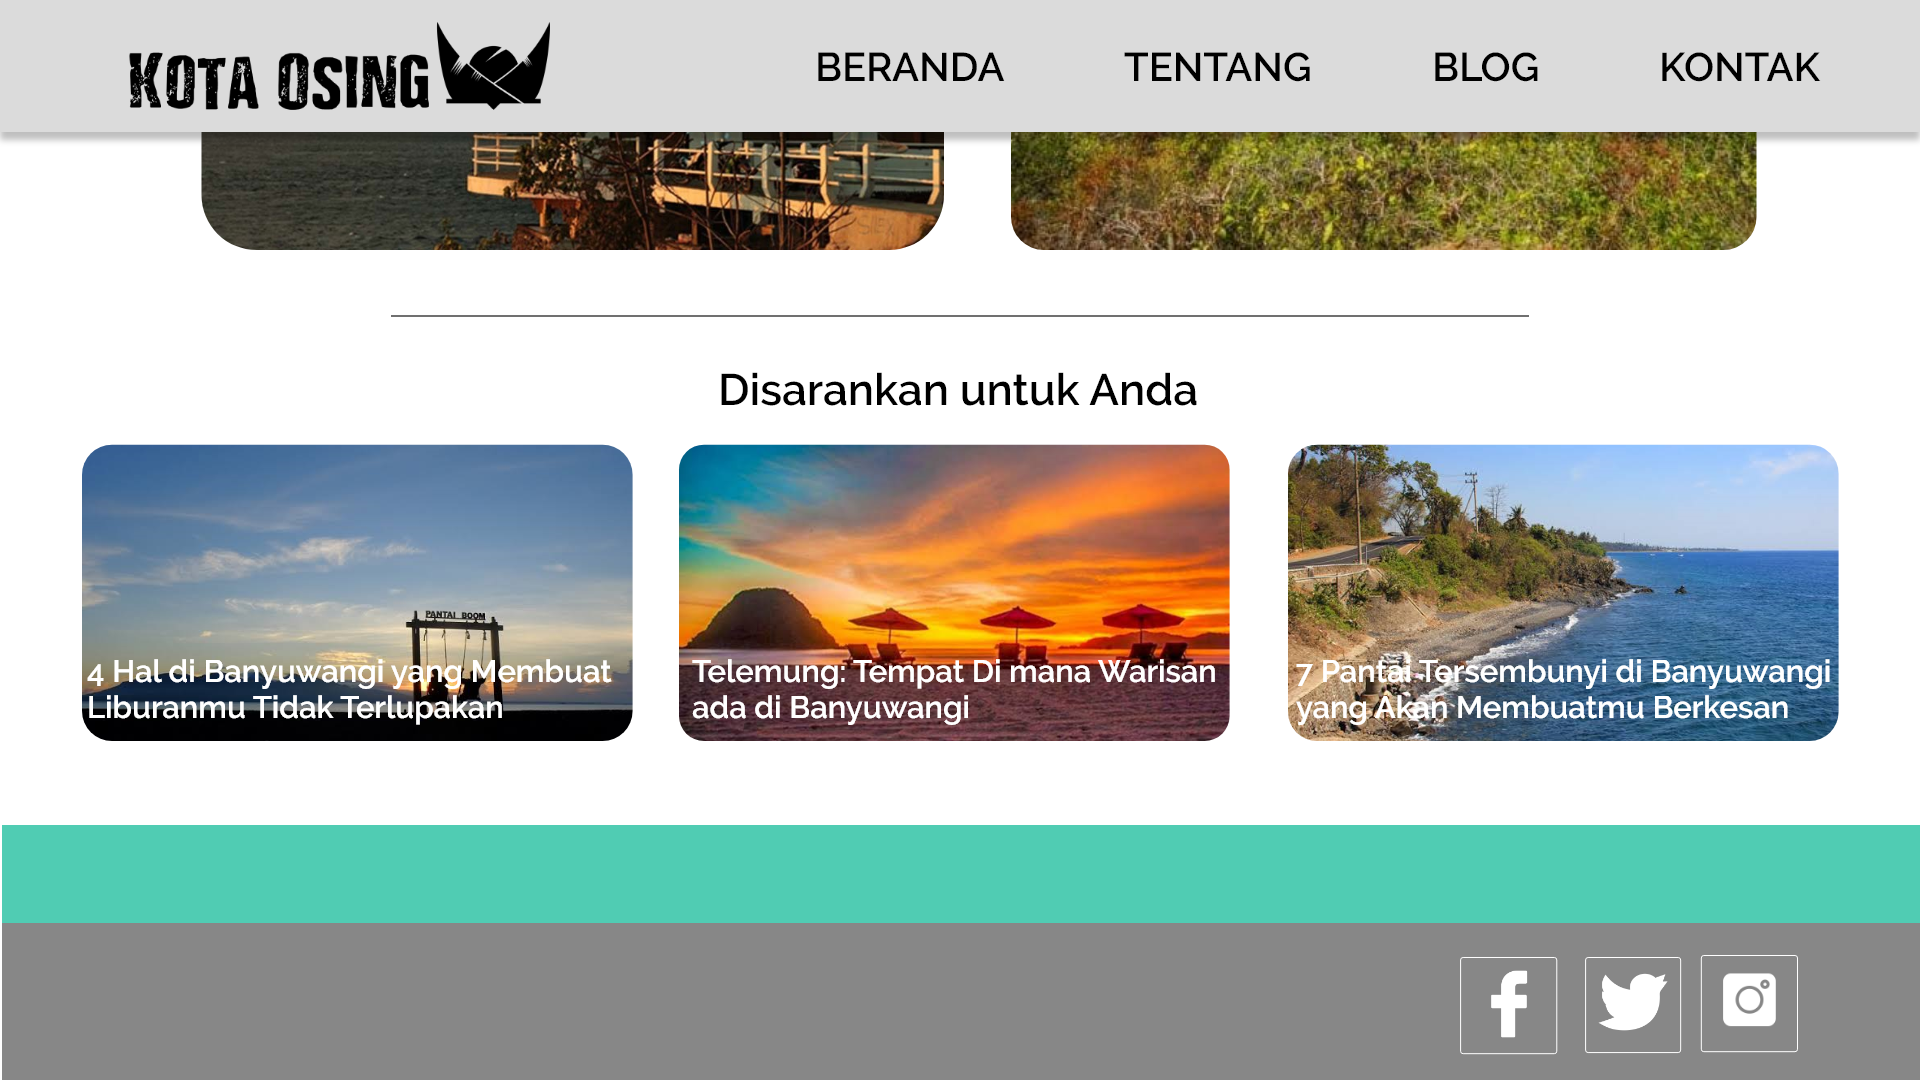 KOTA OSING
BERANDA TENTANG BLOG KONTAK
Disarankan untuk Anda
PANTAI BOOM
4 Hal di Banyuwangi yang Membuat
Liburanmu Tidak Terlupakan
Telemung: Tempat Di mana Warisan
ada di Banyuwangi
7 Pantai Tersembunyi di Banyuwangi
yang Akan Membuatmu Berkesan